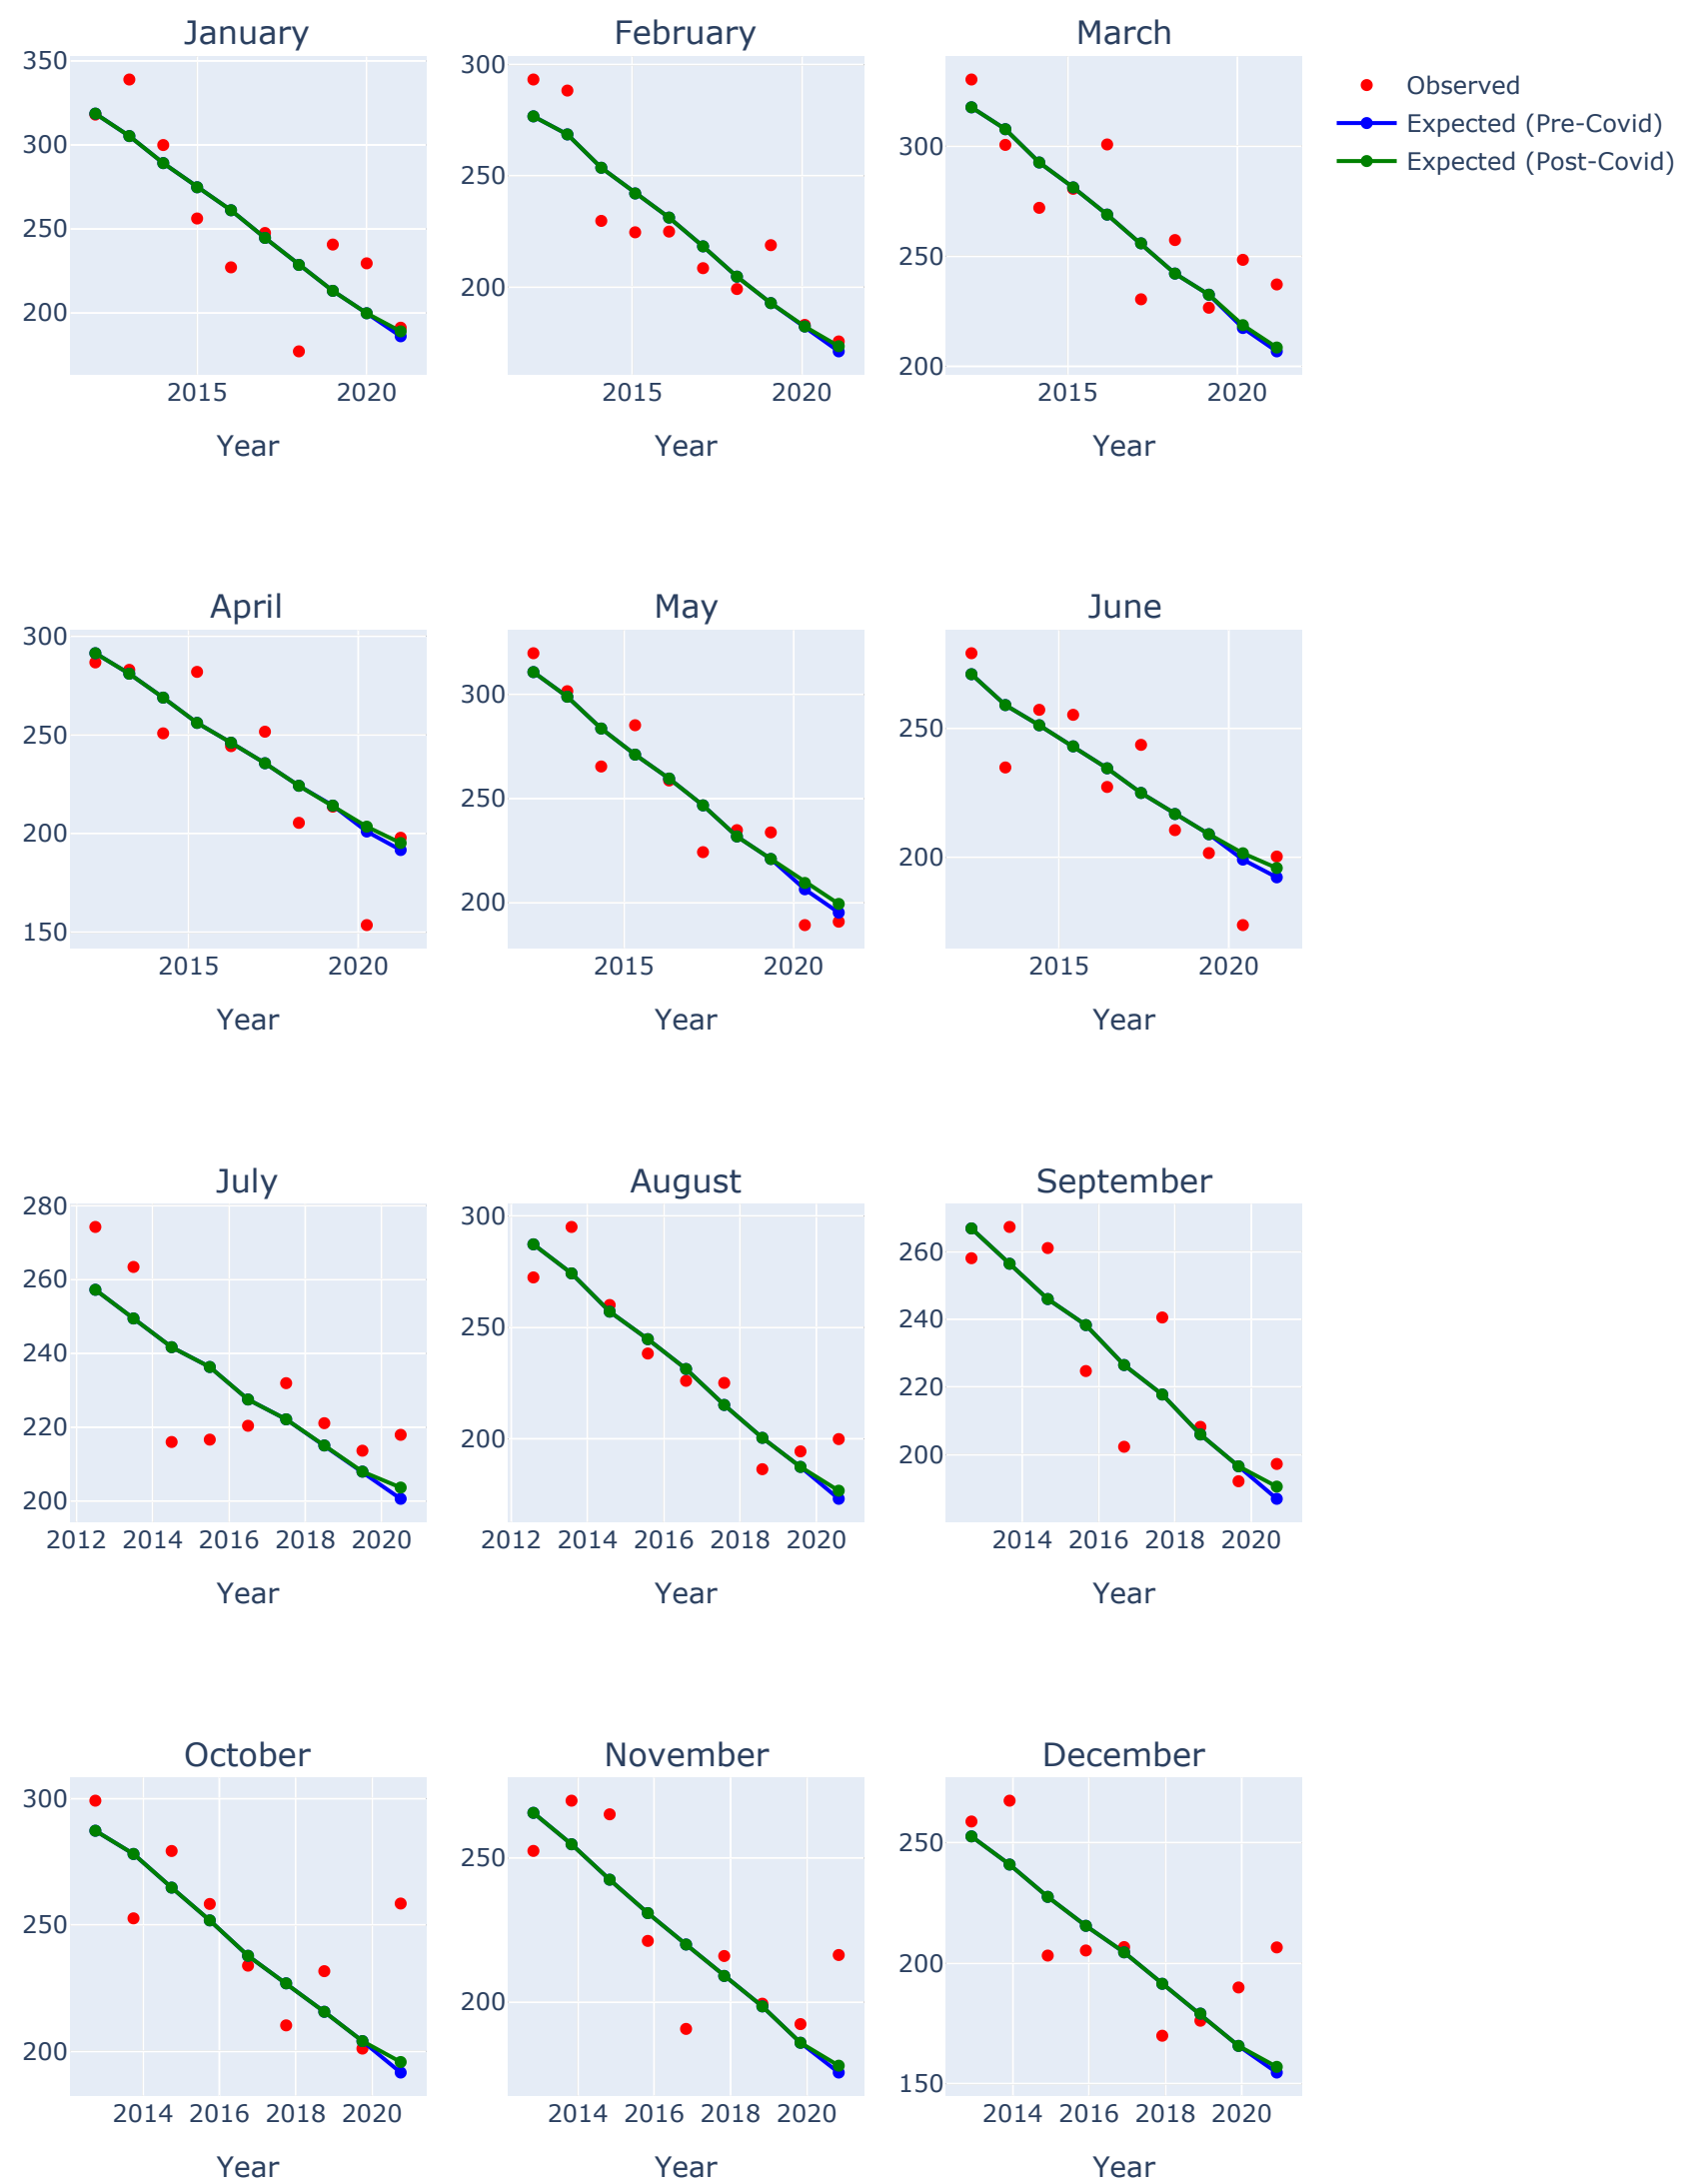 January
February
March
350
300
250
200
2015
2020
Year
300
250
200
2015
2020
Year
300
250
200
2015
2020
Year
Observed
Expected (Pre-Covid)
Expected (Post-Covid)
April
May
June
300
250
200
150
2015
2020
Year
300
250
200
2015
2020
Year
250
200
2015
2020
Year
July
August
September
280
260
240
220
200
2012
2014
2016
2018
2020
Year
300
250
200
2012
2014
2016
2018
2020
Year
260
240
220
200
2014
2016
2018
2020
Year
October
November
December
300
250
200
2014
2016
2018
2020
Year
250
200
2014
2016
2018
2020
Year
250
200
150
2014
2016
2018
2020
Year